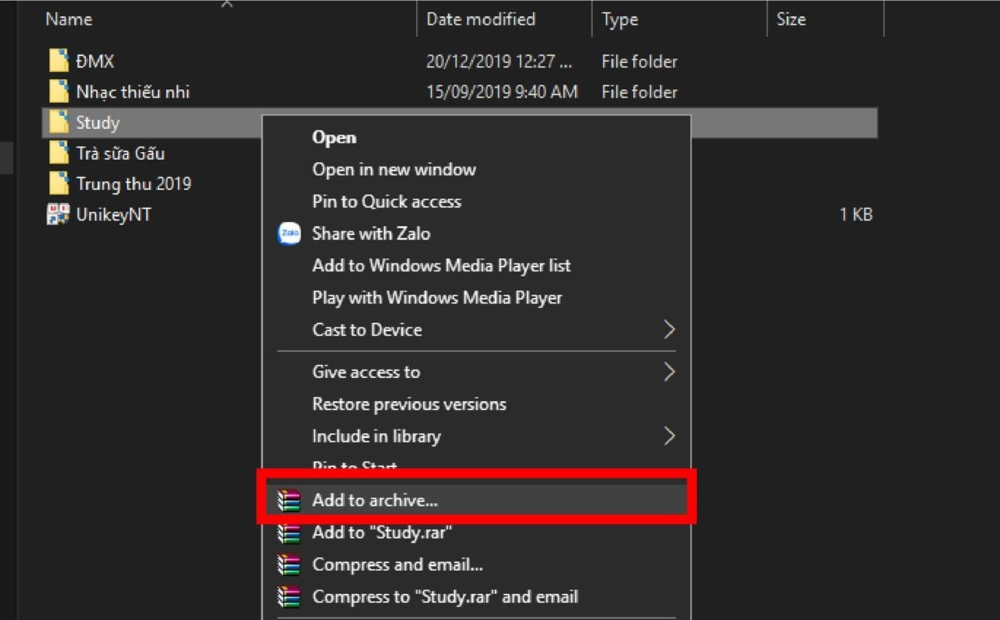 Name Date modified Type Size
ĐMX 20/12/2019 12:27 ... File folder
Nhạc thiếu nhi 15/09/2019 9:40 AM File folder
Study
Trà sữa Gấu
Trung thu 2019
UnikeyNT 1 KB
Open
Open in new window
Pin to Quick access
Zalo Share with Zalo
Add to Windows Media Player list
Play with Windows Media Player
Cast to Device
Give access to
Restore previous versions
Include in library
Pin to Start
Add to archive...
Add to "Study.rar"
Compress and email...
Compress to "Study.rar" and email